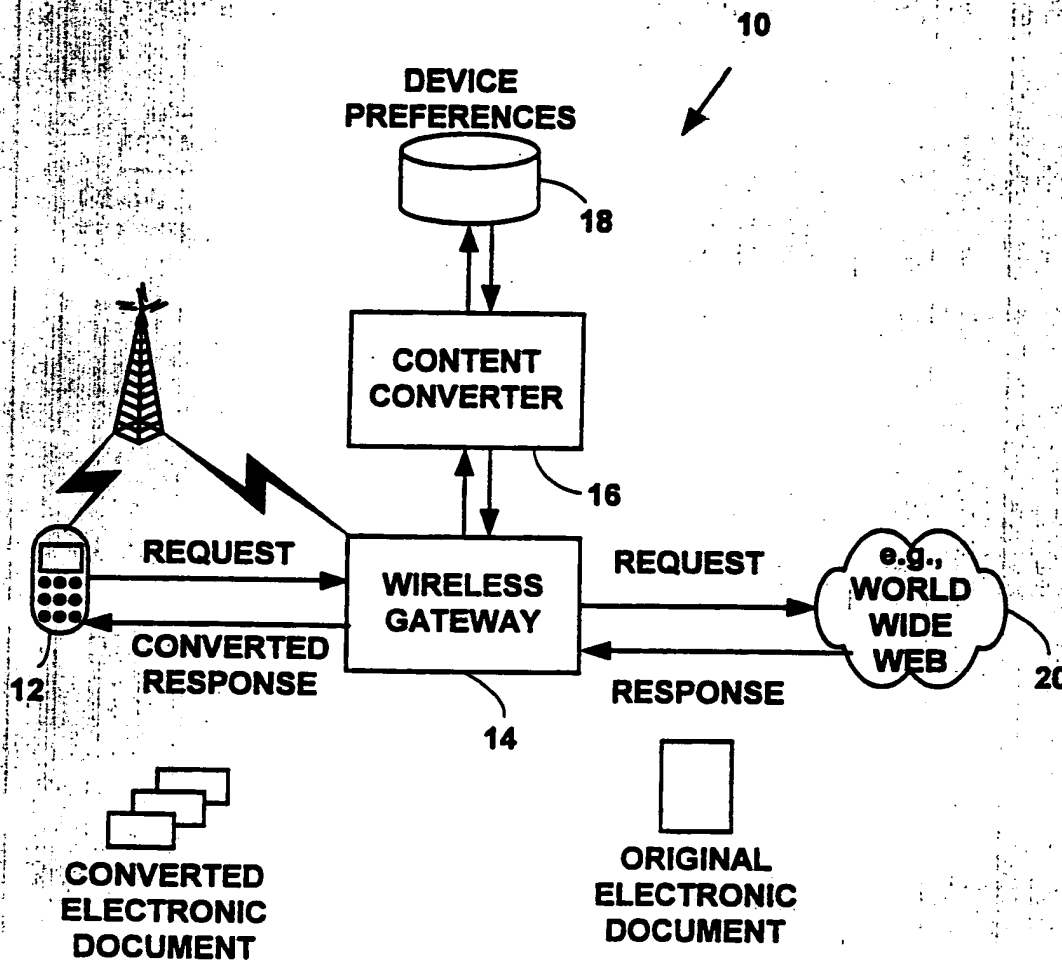 10
DEVICE
PREFERENCES
18
CONTENT
CONVERTER
16
REQUEST
WIRELESS
GATEWAY
REQUEST
e.g.,
WORLD
WIDE
WEB
CONVERTED
RESPONSE
RESPONSE
12
14
20
CONVERTED
ELECTRONIC
DOCUMENT
ORIGINAL
ELECTRONIC
DOCUMENT